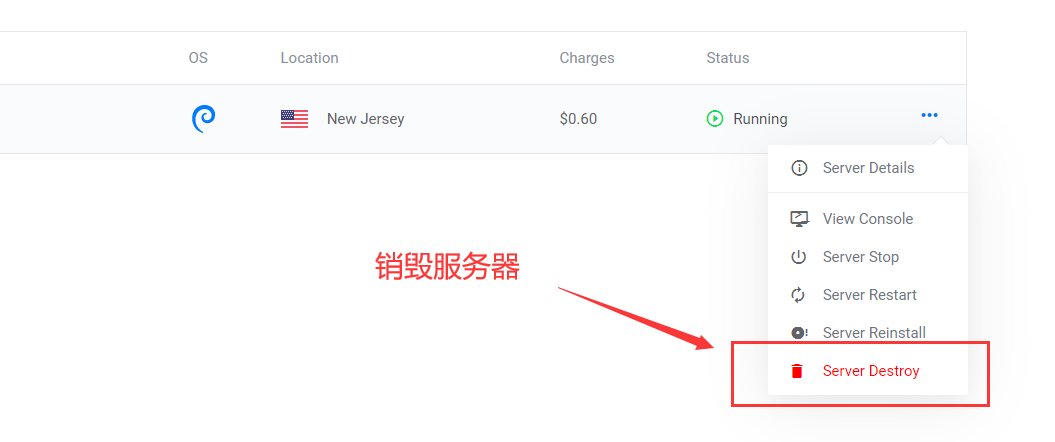 OS Location Charges Status
New Jersey $0.60 Running
Server Details
View Console
Server Stop
Server Restart
Server Reinstall
Server Destroy
销毁服务器